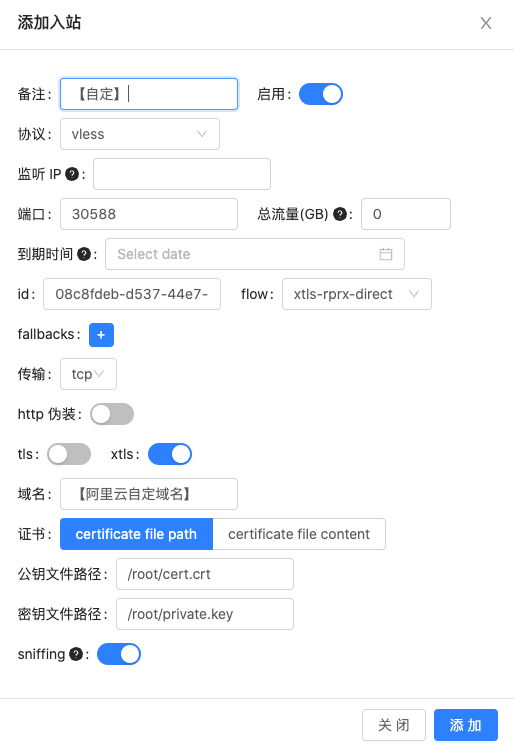 添加入站
备注: 【自定】 启用:
协议: vless
监听 IP ?:
端口: 30588 总流量(GB) ?: 0
到期时间 ?: Select date
id: 08c8fdeb-d537-44e7- flow: xtls-rprx-direct
fallbacks: +
传输: tcp
http 伪装:
tls: xtls:
域名: 【阿里云自定域名】
证书: certificate file path certificate file content
公钥文件路径: /root/cert.crt
密钥文件路径: /root/private.key
sniffing ?:
关 闭 添 加